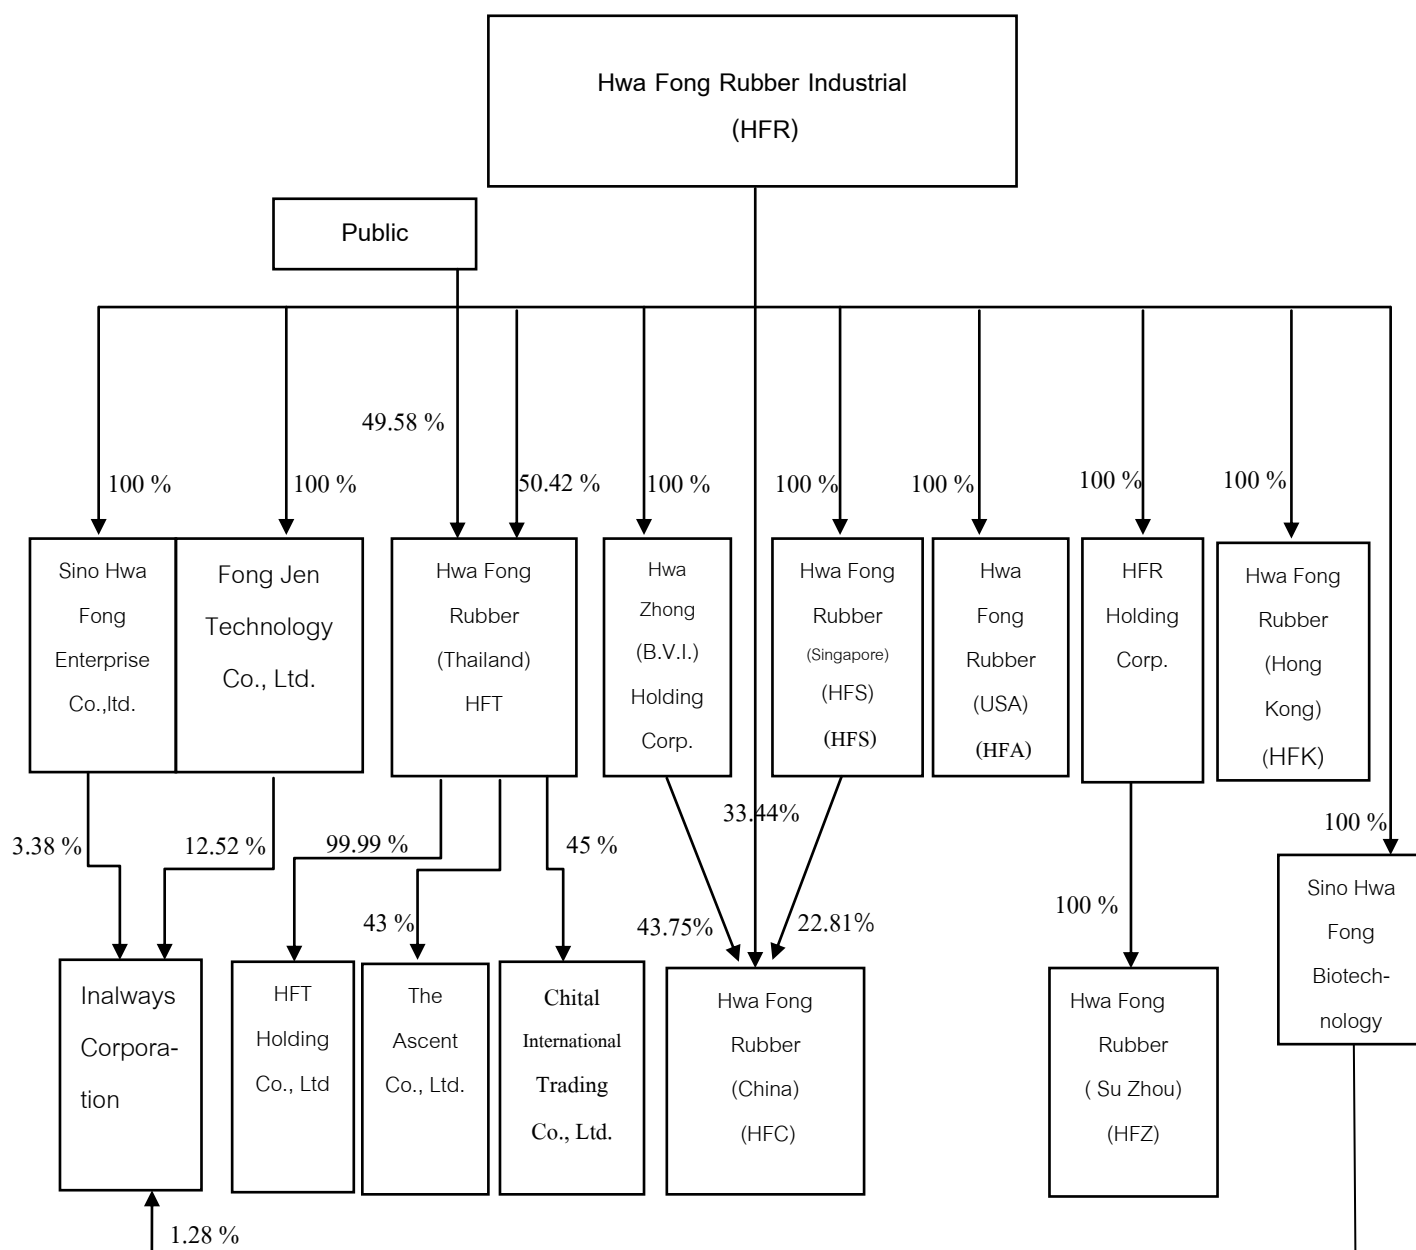 Hwa Fong Rubber Industrial
(HFR)
Public
49.58 %
100 %
100 %
50.42 %
100 %
100 %
100 %
100 %
100 %
Sino Hwa
Fong
Enterprise
Co.,ltd.
Fong Jen
Technology
Co., Ltd.
Hwa Fong
Rubber
(Thailand)
HFT
Hwa
Zhong
(B.V.I.)
Holding
Corp.
Hwa Fong
Rubber
(Singapore)
(HFS)
(HFS)
Hwa
Fong
Rubber
(USA)
(HFA)
HFR
Holding
Corp.
Hwa Fong
Rubber
(Hong
Kong)
(HFK)
3.38 %
12.52 %
99.99 %
43 %
45 %
43.75%
33.44%
22.81%
100 %
100 %
Sino Hwa
Fong
Biotech-
nology
Inalways
Corpora-
tion
HFT
Holding
Co., Ltd
The
Ascent
Co., Ltd.
Chital
International
Trading
Co., Ltd.
Hwa Fong
Rubber
(China)
(HFC)
Hwa Fong
Rubber
( Su Zhou)
(HFZ)
1.28 %